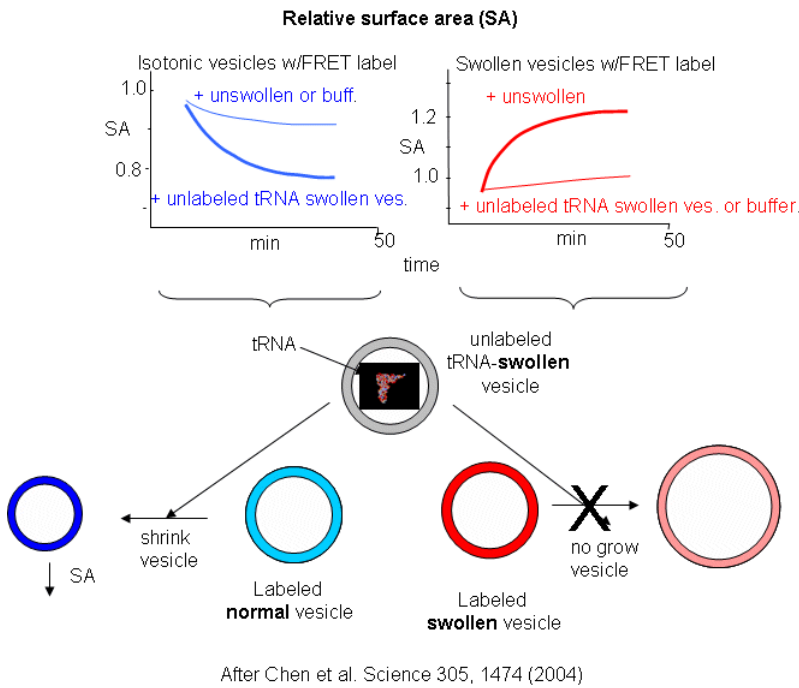 Relative surface area (SA)
Isotonic vesicles w/FRET label
Swollen vesicles w/FRET label
1.0
+ unswollen or buff.
SA
0.8
+ unlabeled tRNA swollen ves.
min
50
+ unswollen
1.2
SA
1.0
+ unlabeled tRNA swollen ves. or buffer.
min
50
time
tRNA
unlabeled
tRNA-swollen
vesicle
shrink
vesicle
SA
Labeled
normal vesicle
Labeled
swollen vesicle
X
no grow
vesicle
After Chen et al. Science 305, 1474 (2004)